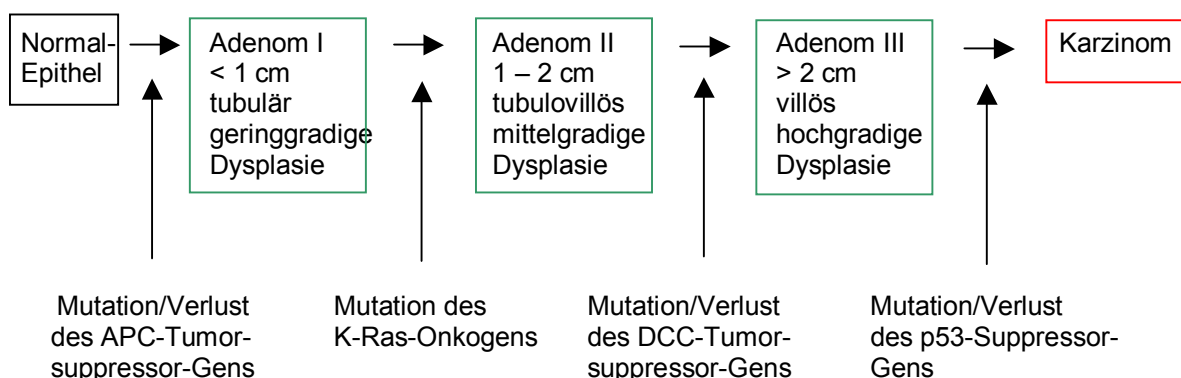 Normal-
Epithel
Adenom I
< 1 cm
tubulär
geringgradige
Dysplasie
Adenom II
1 – 2 cm
tubulovillös
mittelgradige
Dysplasie
Adenom III
> 2 cm
villös
hochgradige
Dysplasie
Karzinom
Mutation/Verlust
des APC-Tumor-
suppressor-Gens
Mutation des
K-Ras-Onkogens
Mutation/Verlust
des DCC-Tumor-
suppressor-Gens
Mutation/Verlust
des p53-Suppressor-
Gens